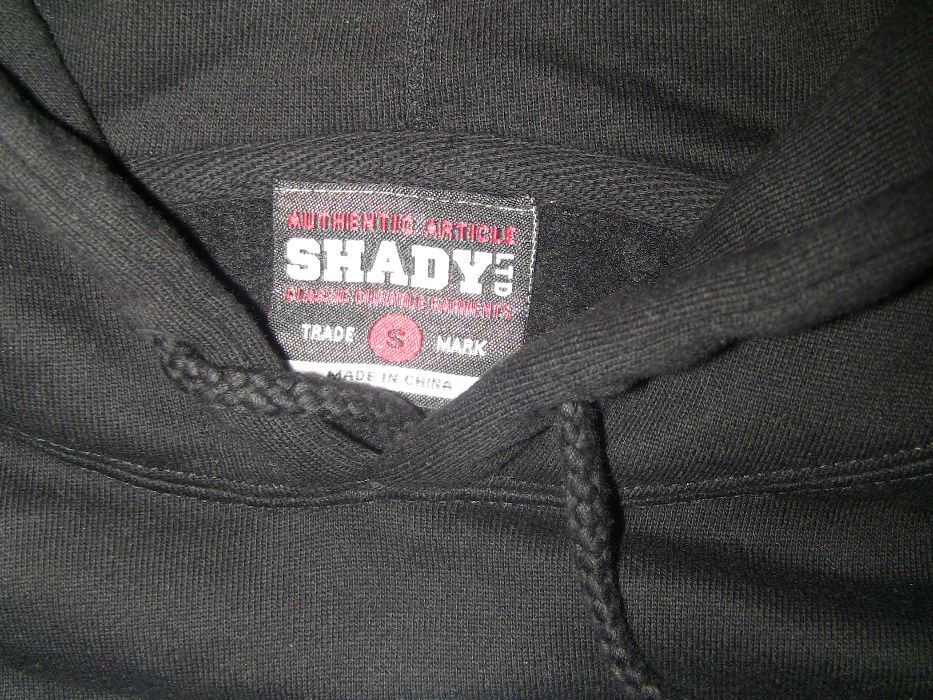 AUTHENTIC ARTICLE
SHADY LTD
CLASSIC DURABLE GARMENTS
TRADE S MARK
MADE IN CHINA